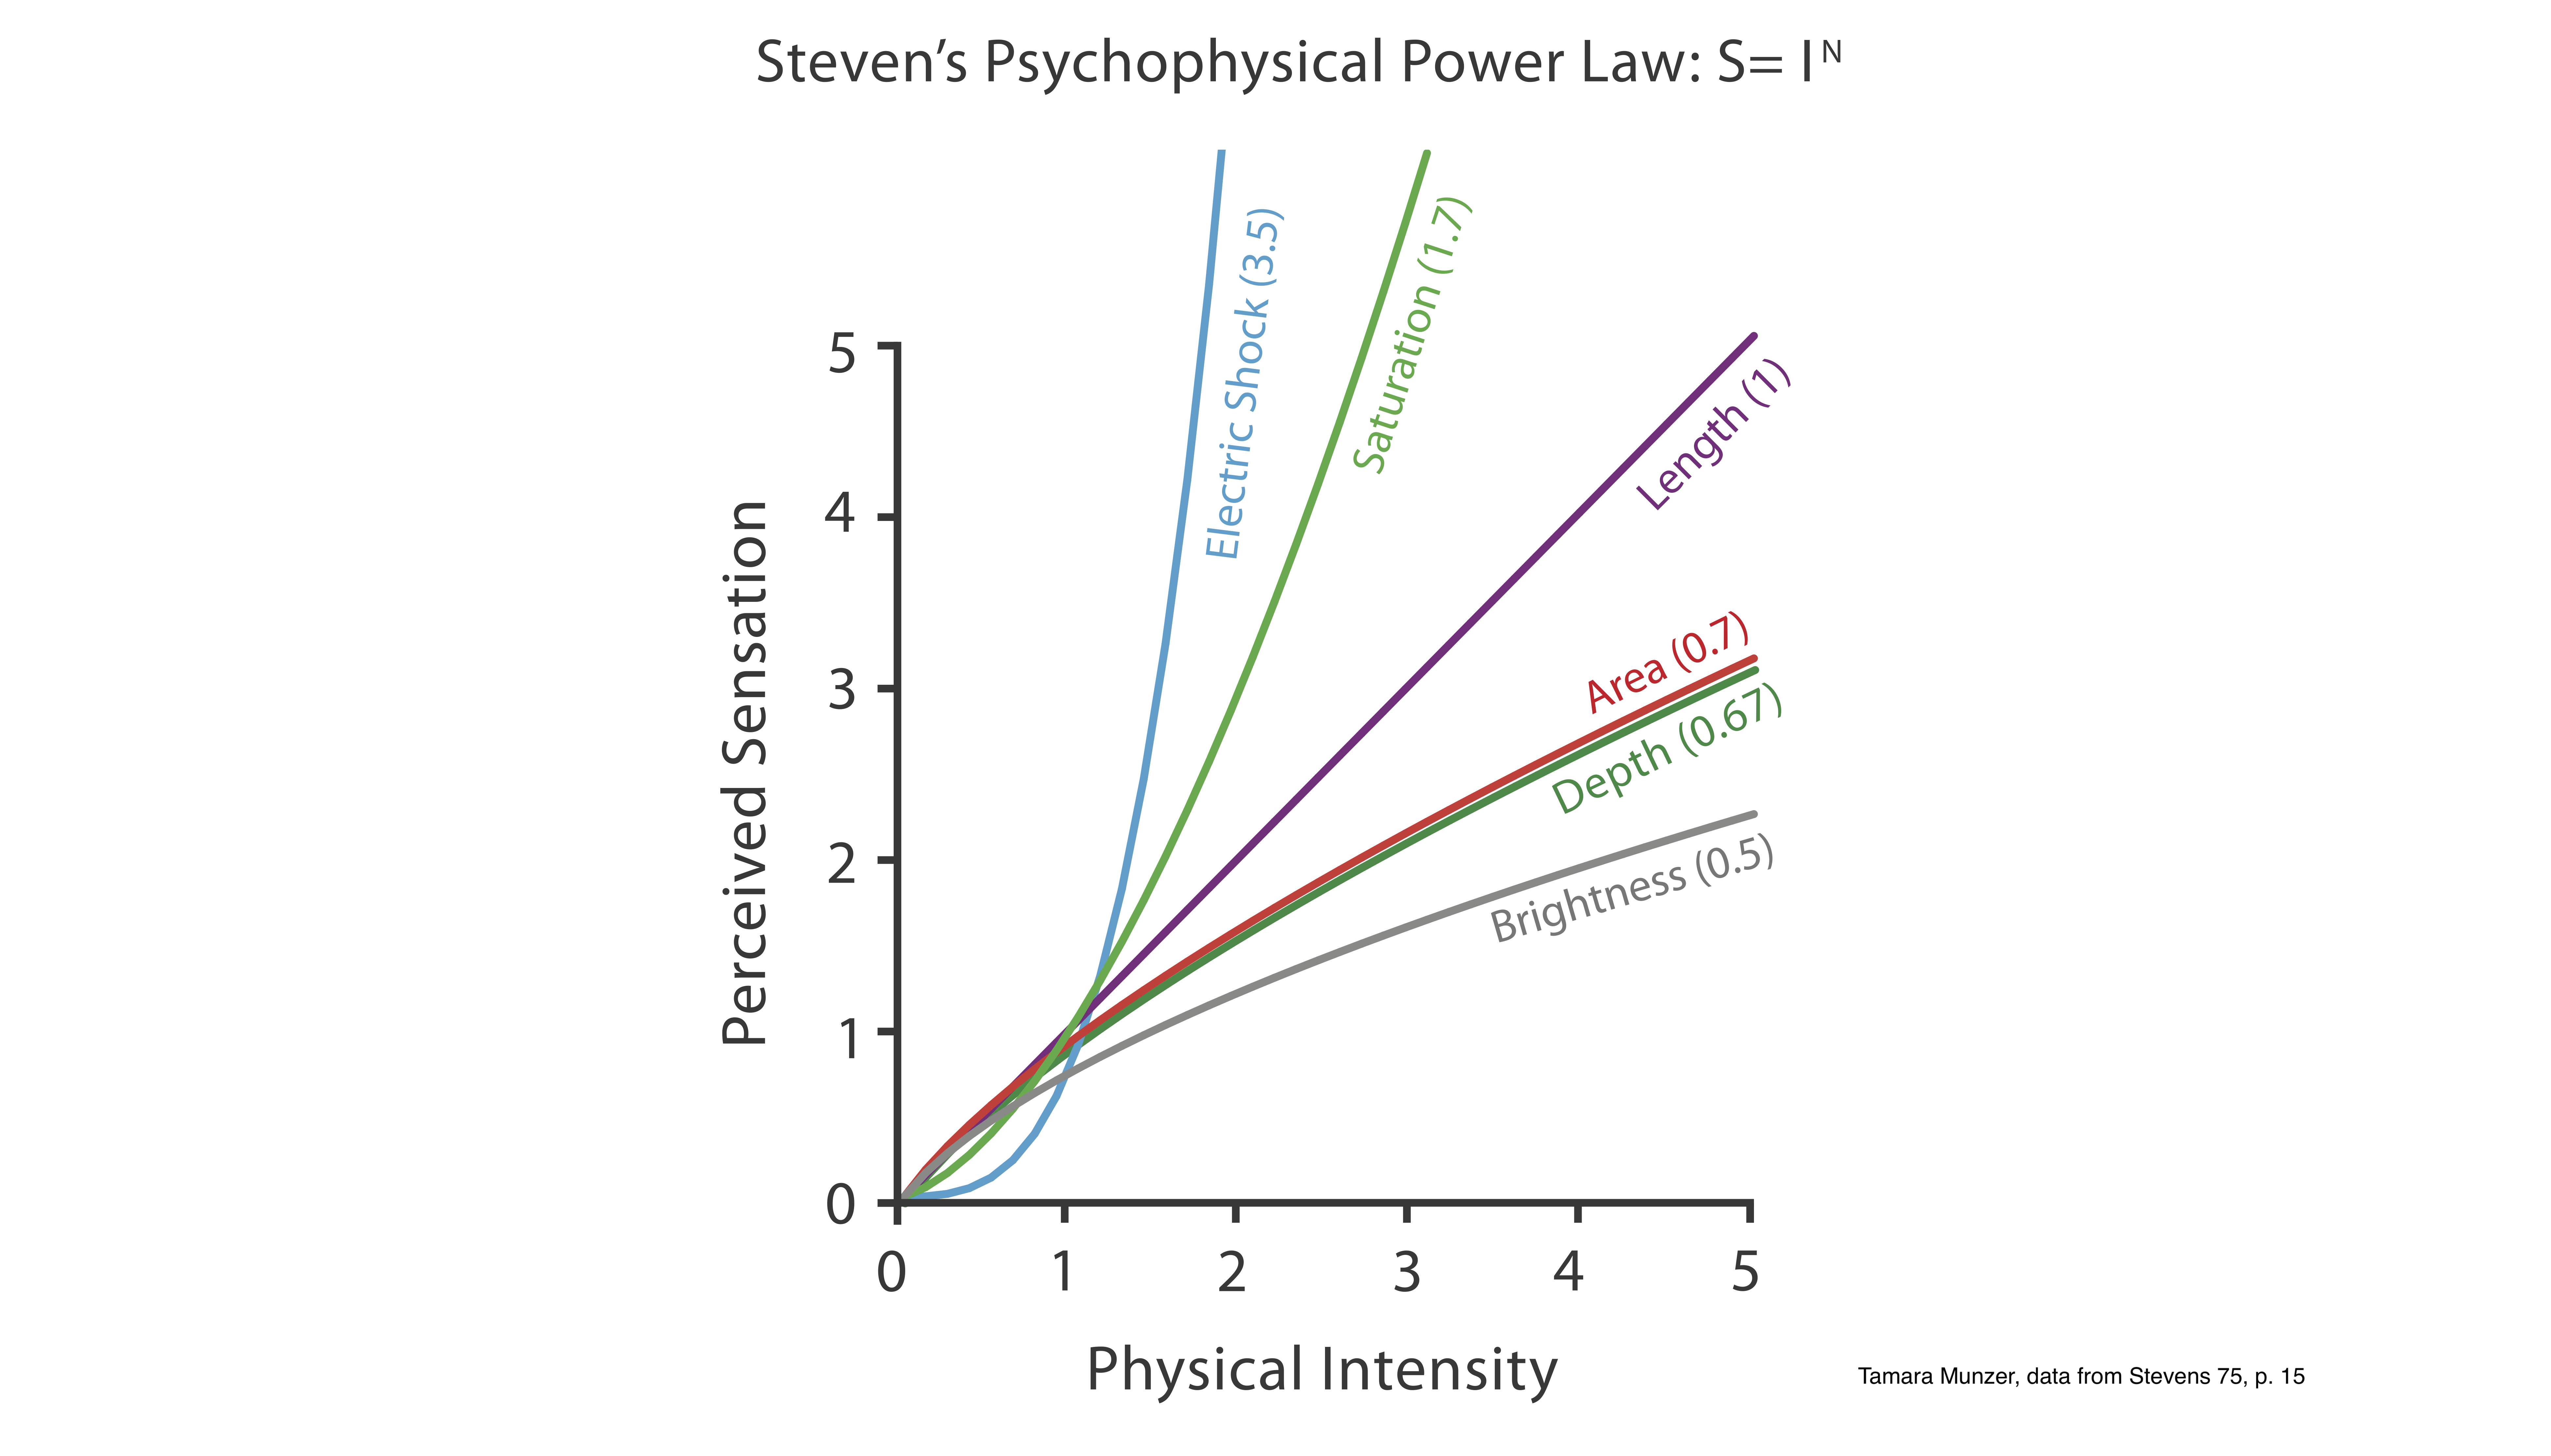 Steven’s Psychophysical Power Law: S= I N
Electric Shock (3.5)
Saturation (1.7)
Length (1)
Area (0.7)
Depth (0.67)
Brightness (0.5)
Perceived Sensation
5
4
3
2
1
0
0 1 2 3 4 5
Physical Intensity
Tamara Munzer, data from Stevens 75, p. 15